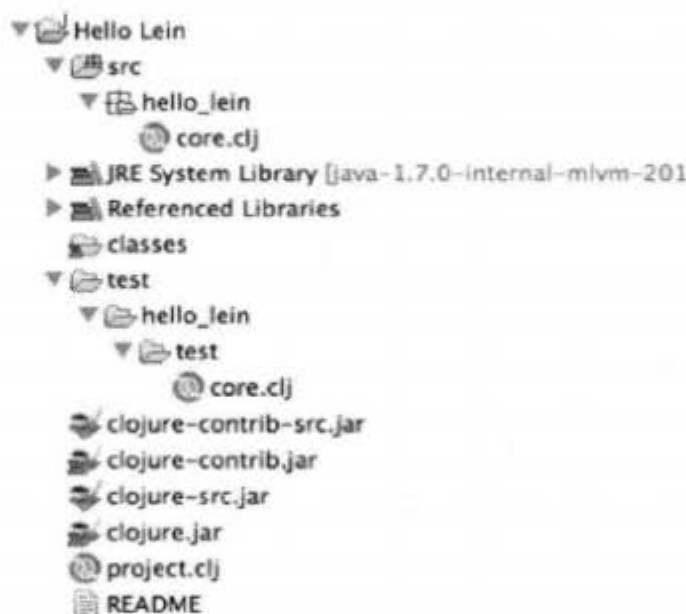 Hello Lein
src
hello_lein
core.clj
JRE System Library [java-1.7.0-internal-mlvm-201
Referenced Libraries
classes
test
hello_lein
test
core.clj
clojure-contrib-src.jar
clojure-contrib.jar
clojure-src.jar
clojure.jar
project.clj
README